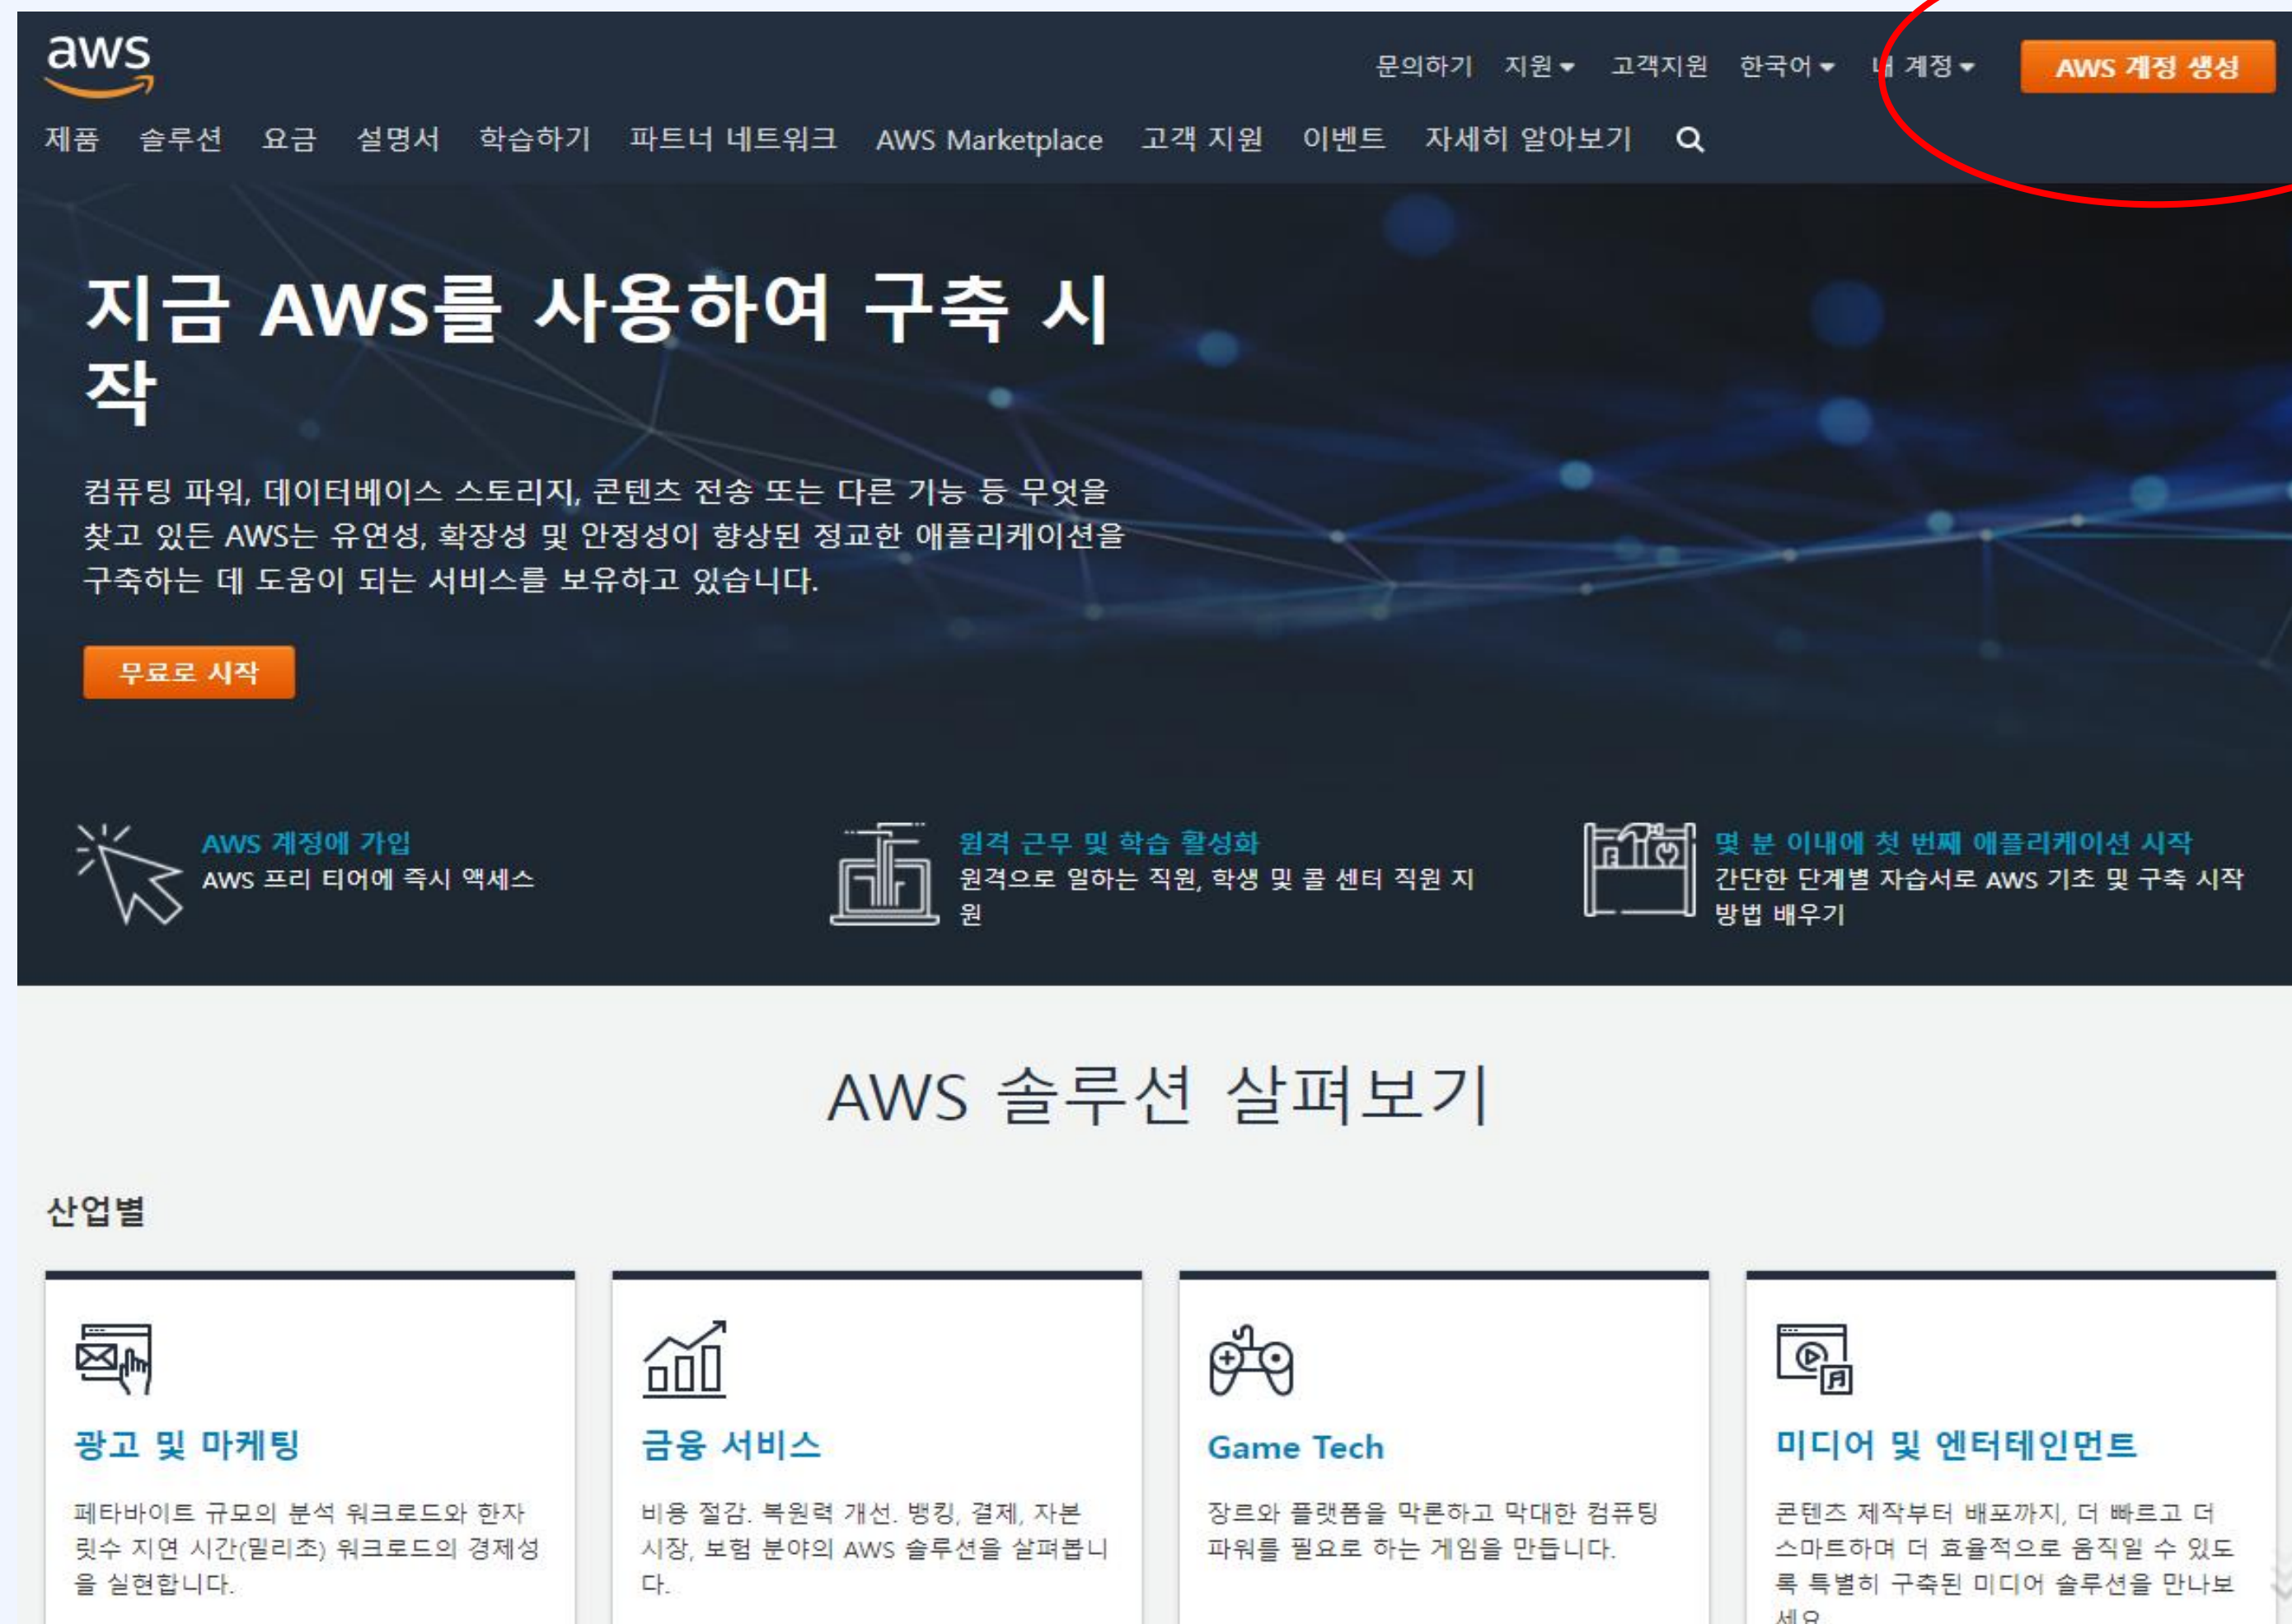 aws
문의하기 지원 고객지원 한국어 내 계정 AWS 계정 생성
제품 솔루션 요금 설명서 학습하기 파트너 네트워크 AWS Marketplace 고객 지원 이벤트 자세히 알아보기
지금 AWS를 사용하여 구축 시
작
컴퓨팅 파워, 데이터베이스 스토리지, 콘텐츠 전송 또는 다른 기능 등 무엇을
찾고 있든 AWS는 유연성, 확장성 및 안정성이 향상된 정교한 애플리케이션을
구축하는 데 도움이 되는 서비스를 보유하고 있습니다.
무료로 시작
AWS 계정에 가입
AWS 프리 티어에 즉시 액세스
원격 근무 및 학습 활성화
원격으로 일하는 직원, 학생 및 콜 센터 직원 지
원
몇 분 이내에 첫 번째 애플리케이션 시작
간단한 단계별 자습서로 AWS 기초 및 구축 시작
방법 배우기
AWS 솔루션 살펴보기
산업별
광고 및 마케팅
페타바이트 규모의 분석 워크로드와 한자
릿수 지연 시간(밀리초) 워크로드의 경제성
을 실현합니다.
금융 서비스
비용 절감. 복원력 개선. 뱅킹, 결제, 자본
시장, 보험 분야의 AWS 솔루션을 살펴봅니
다.
Game Tech
장르와 플랫폼을 막론하고 막대한 컴퓨팅
파워를 필요로 하는 게임을 만듭니다.
미디어 및 엔터테인먼트
콘텐츠 제작부터 배포까지, 더 빠르고 더
스마트하며 더 효율적으로 움직일 수 있도
록 특별히 구축된 미디어 솔루션을 만나보
세요